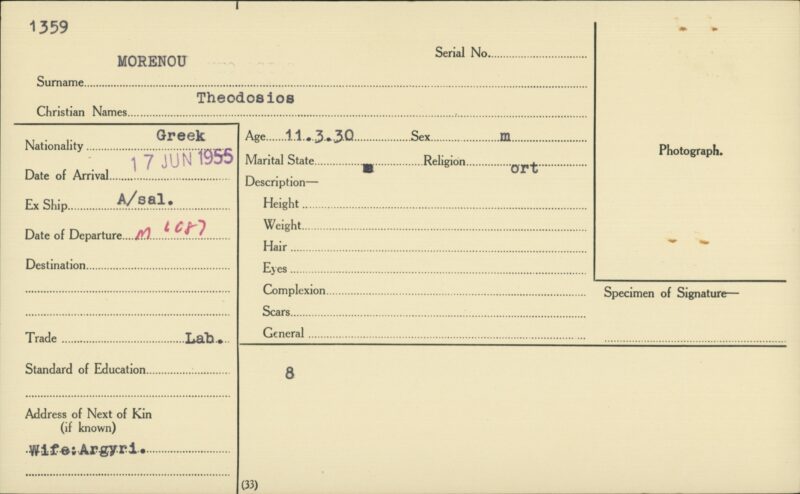 1359
MORENOU
Serial No.
Surname
Theodosios
Christian Names
Nationality Greek
Date of Arrival 17 JUN 1955
Ex Ship A/sal.
Date of Departure M
Destination
Trade Lab.
Standard of Education
Address of Next of Kin
(if known)
Wife:Argyri.
Age 11.3.30 Sex m
Marital State Religion ort
Description—
Height
Weight
Hair
Eyes
Complexion
Scars
General
8
(33)
Photograph.
Specimen of Signature—